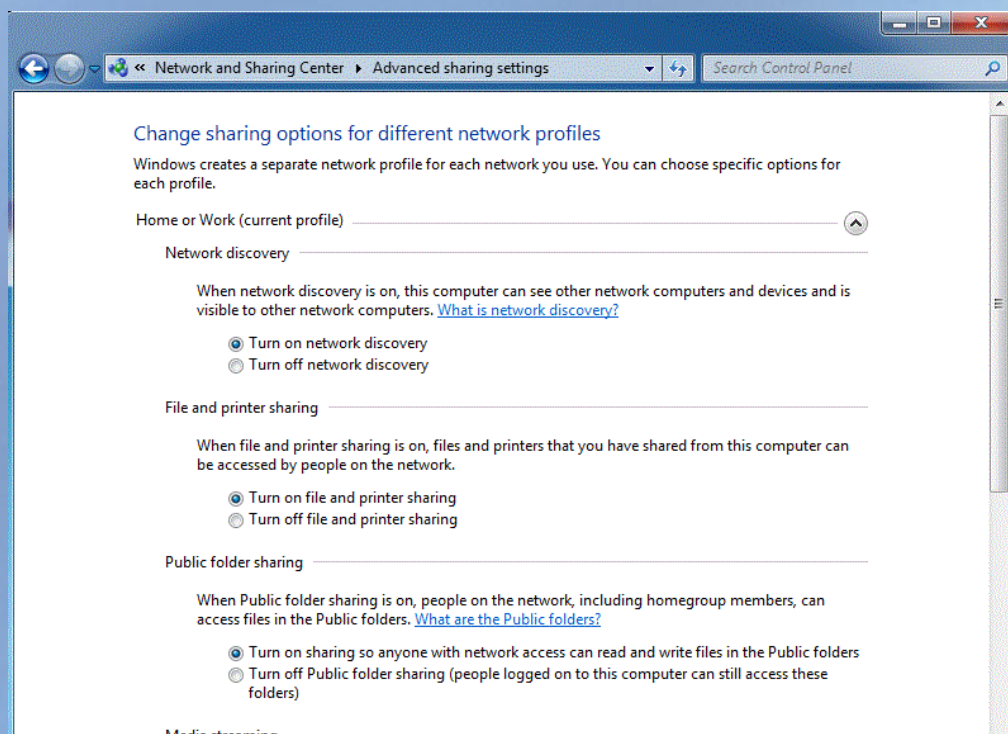 « Network and Sharing Center ▸ Advanced sharing settings
Search Control Panel
Change sharing options for different network profiles
Windows creates a separate network profile for each network you use. You can choose specific options for
each profile.
Home or Work (current profile)
Network discovery
When network discovery is on, this computer can see other network computers and devices and is
visible to other network computers. What is network discovery?
Turn on network discovery
Turn off network discovery
File and printer sharing
When file and printer sharing is on, files and printers that you have shared from this computer can
be accessed by people on the network.
Turn on file and printer sharing
Turn off file and printer sharing
Public folder sharing
When Public folder sharing is on, people on the network, including homegroup members, can
access files in the Public folders. What are the Public folders?
Turn on sharing so anyone with network access can read and write files in the Public folders
Turn off Public folder sharing (people logged on to this computer can still access these
folders)
Media streaming